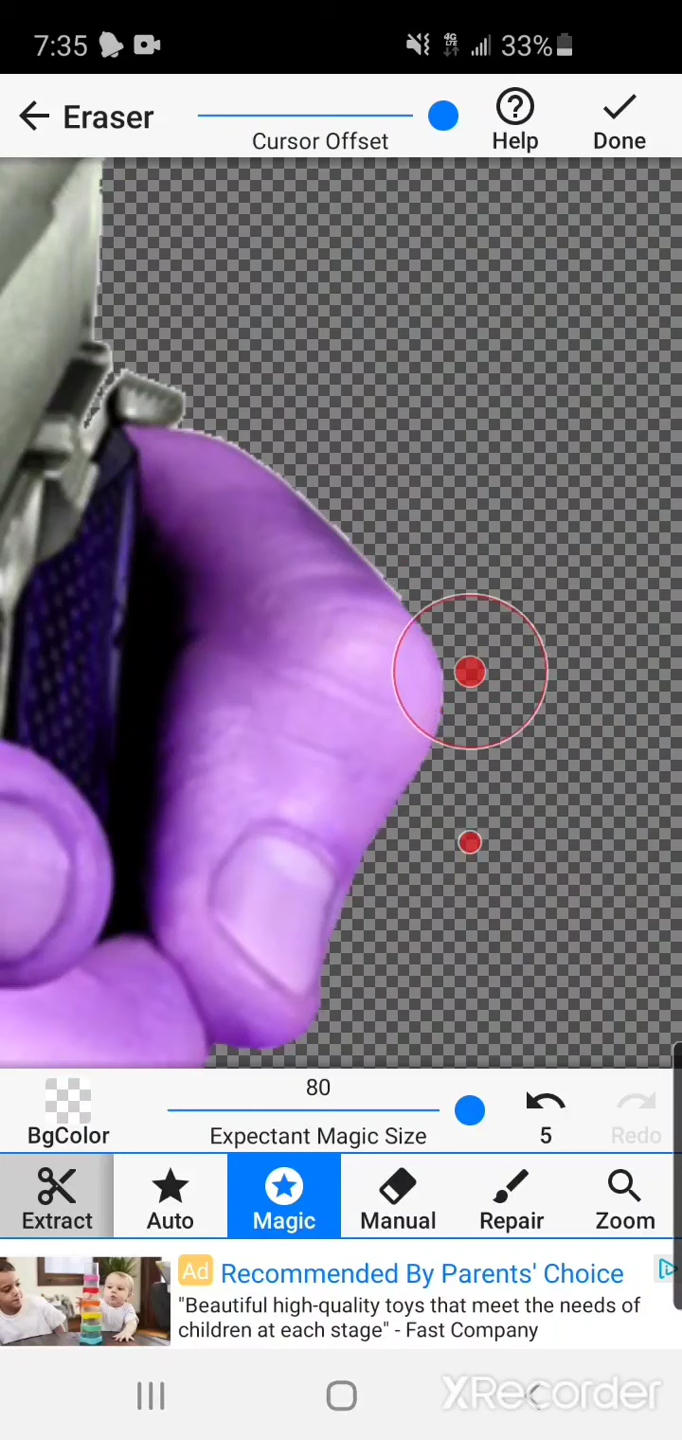 7:35
4G
LTE
33%
Eraser
Cursor Offset
Help
Done
80
BgColor
Expectant Magic Size
5
Redo
Extract
Auto
Magic
Manual
Repair
Zoom
Ad
Recommended By Parents' Choice
"Beautiful high-quality toys that meet the needs of
children at each stage" - Fast Company
XRecorder